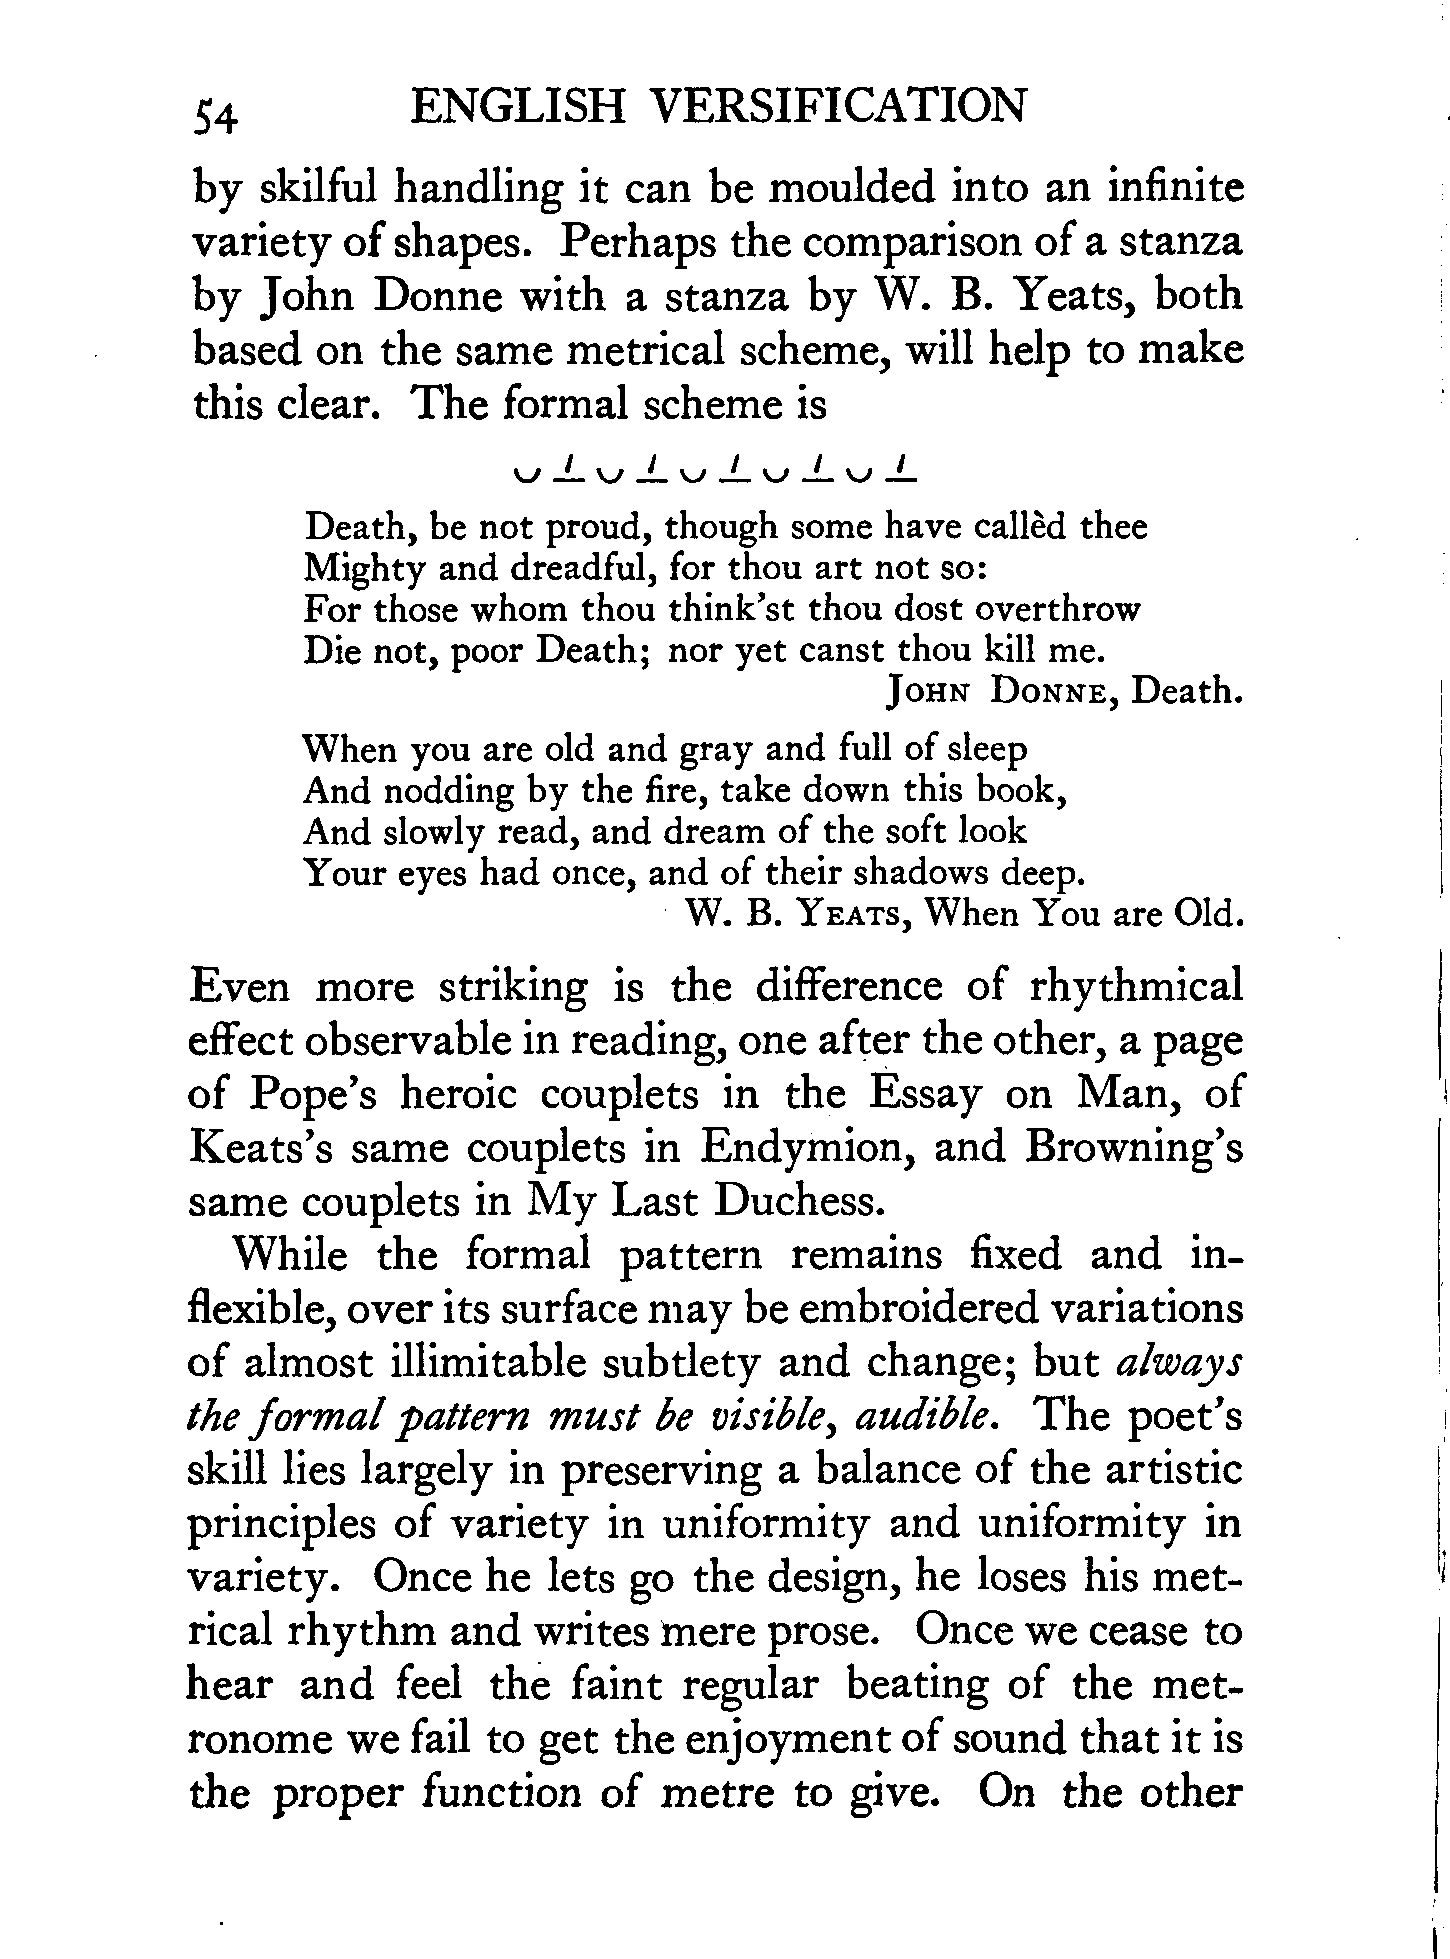 54 ENGLISH VERSIFICATION
by skilful handling it can be moulded into an infinite
variety of shapes. Perhaps the comparison of a stanza
by John Donne with a stanza by W. B. Yeats, both
based on the same metrical scheme, will help to make
this clear. The formal scheme is
◡ –́ ◡ –́ ◡ –́ ◡ –́ ◡ –́
Death, be not proud, though some have callèd thee
Mighty and dreadful, for thou art not so:
For those whom thou think'st thou dost overthrow
Die not, poor Death; nor yet canst thou kill me.
John Donne, Death.
When you are old and gray and full of sleep
And nodding by the fire, take down this book,
And slowly read, and dream of the soft look
Your eyes had once, and of their shadows deep.
W. B. Yeats, When You are Old.
Even more striking is the difference of rhythmical
effect observable in reading, one after the other, a page
of Pope's heroic couplets in the Essay on Man, of
Keats's same couplets in Endymion, and Browning's
same couplets in My Last Duchess.
While the formal pattern remains fixed and in-
flexible, over its surface may be embroidered variations
of almost illimitable subtlety and change; but always
the formal pattern must be visible, audible. The poet's
skill lies largely in preserving a balance of the artistic
principles of variety in uniformity and uniformity in
variety. Once he lets go the design, he loses his met-
rical rhythm and writes mere prose. Once we cease to
hear and feel the faint regular beating of the met-
ronome we fail to get the enjoyment of sound that it is
the proper function of metre to give. On the other